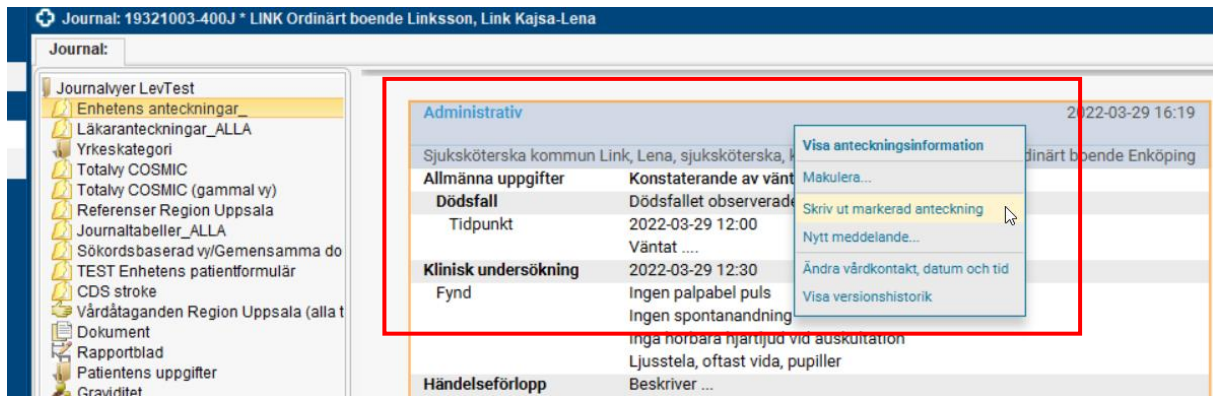 Journal: 19321003-400J * LINK Ordinärt boende Linksson, Link Kajsa-Lena
Journal:
Journalvyer LevTest
Enhetens anteckningar_
Läkaranteckningar_ALLA
Yrkeskategori
Totalvy COSMIC
Totalvy COSMIC (gammal vy)
Referenser Region Uppsala
Journaltabeller_ALLA
Sökordsbaserad vy/Gemensamma do
TEST Enhetens patientformulär
CDS stroke
Vårdåtaganden Region Uppsala (alla t
Dokument
Rapportblad
Patientens uppgifter
Graviditet
Administrativ 2022-03-29 16:19
Sjuksköterska kommun Link, Lena, sjuksköterska, boende Enköping
Allmänna uppgifter Konstaterande av vänt
Dödsfall Dödsfallet observerade
Tidpunkt 2022-03-29 12:00
Väntat ....
Klinisk undersökning 2022-03-29 12:30
Fynd Ingen palpabel puls
Ingen spontanandning
Inga hörbara hjärtljud vid auskultation
Ljusstela, oftast vida, pupiller
Händelseförlopp Beskriver ...
Visa anteckningsinformation
Makulera...
Skriv ut markerad anteckning
Nytt meddelande...
Ändra vårdkontakt, datum och tid
Visa versionshistorik